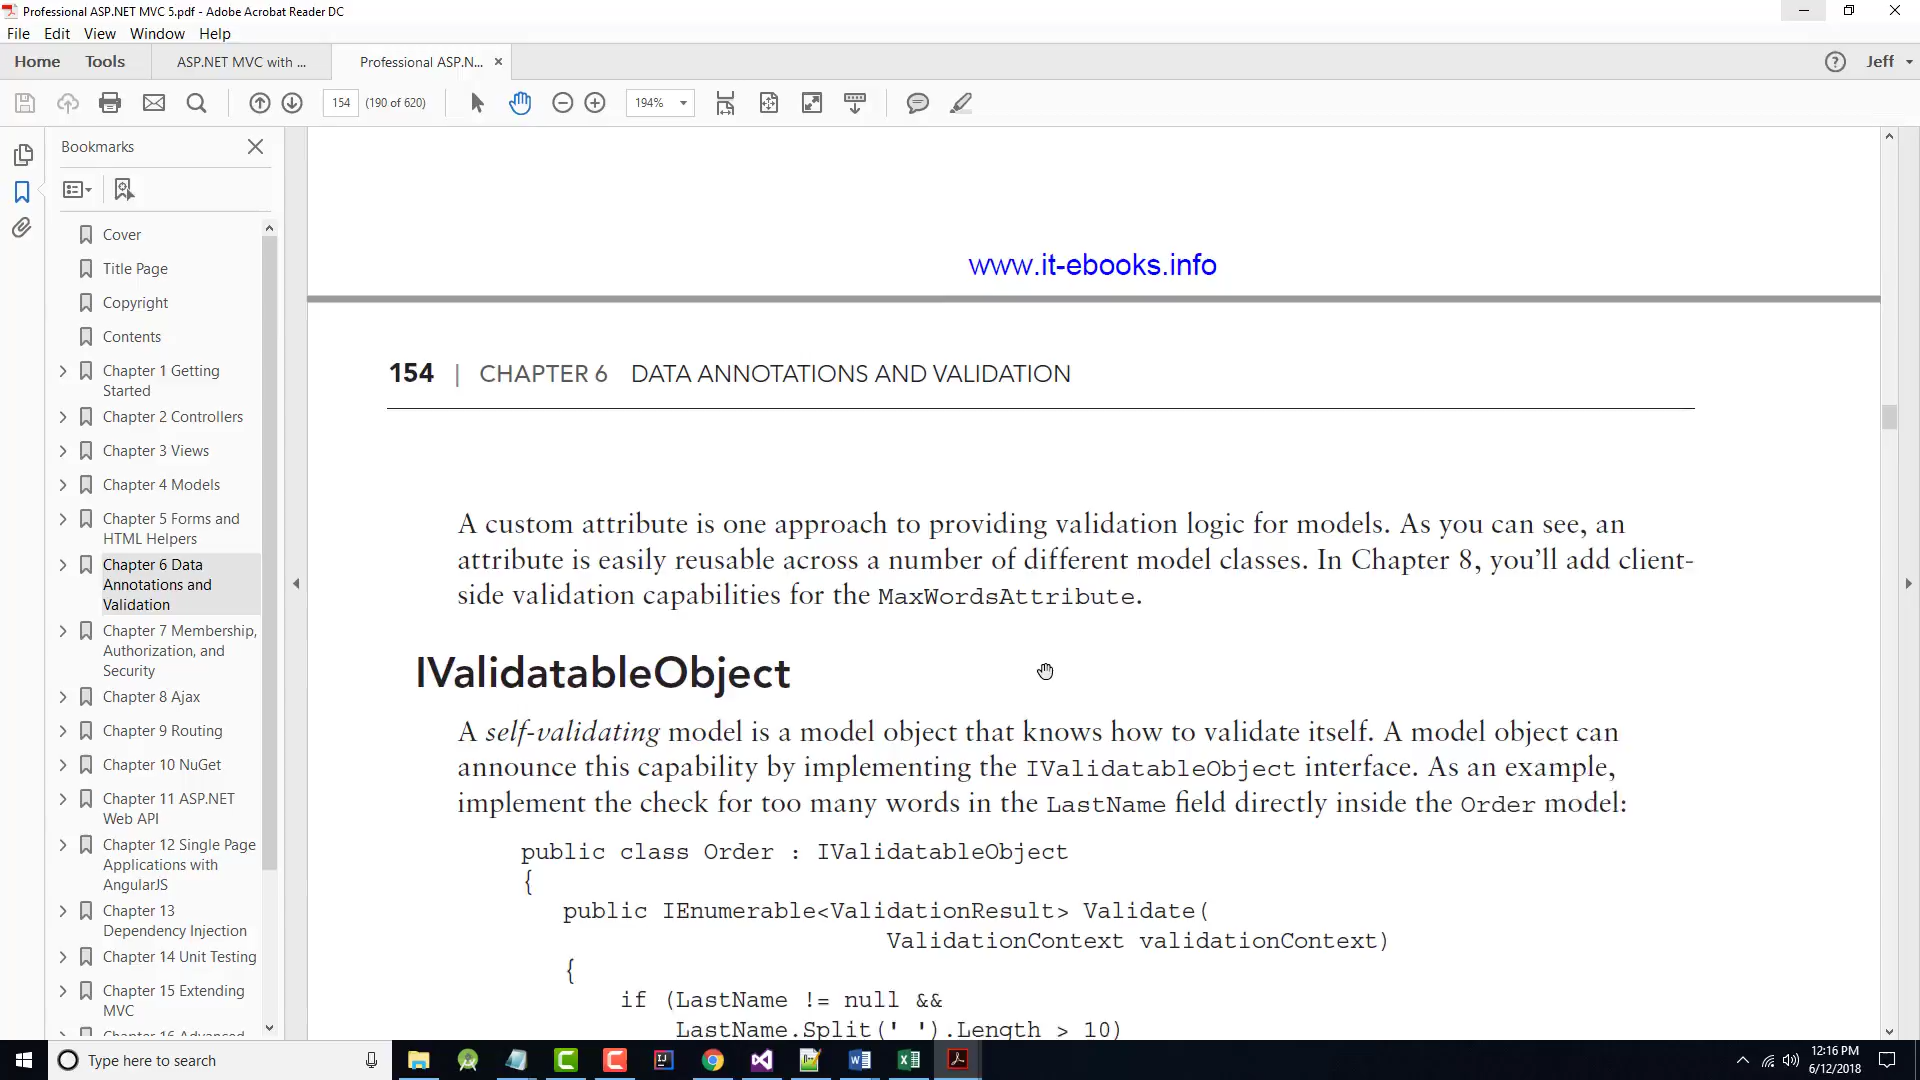 Professional ASP.NET MVC 5.pdf - Adobe Acrobat Reader DC
File Edit View Window Help
Home Tools ASP.NET MVC with ... Professional ASP.N... Jeff
154 (190 of 620) 194%
Bookmarks
Cover
Title Page
Copyright
Contents
Chapter 1 Getting
Started
Chapter 2 Controllers
Chapter 3 Views
Chapter 4 Models
Chapter 5 Forms and
HTML Helpers
Chapter 6 Data
Annotations and
Validation
Chapter 7 Membership,
Authorization, and
Security
Chapter 8 Ajax
Chapter 9 Routing
Chapter 10 NuGet
Chapter 11 ASP.NET
Web API
Chapter 12 Single Page
Applications with
AngularJS
Chapter 13
Dependency Injection
Chapter 14 Unit Testing
Chapter 15 Extending
MVC
Chapter 16 Advanced
www.it-ebooks.info
154 | CHAPTER 6 DATA ANNOTATIONS AND VALIDATION
A custom attribute is one approach to providing validation logic for models. As you can see, an
attribute is easily reusable across a number of different model classes. In Chapter 8, you’ll add client-
side validation capabilities for the MaxWordsAttribute.
IValidatableObject
A self-validating model is a model object that knows how to validate itself. A model object can
announce this capability by implementing the IValidatableObject interface. As an example,
implement the check for too many words in the LastName field directly inside the Order model:
public class Order : IValidatableObject
{
public IEnumerable<ValidationResult> Validate(
ValidationContext validationContext)
{
if (LastName != null &&
LastName.Split(' ').Length > 10)
Type here to search
12:16 PM
6/12/2018